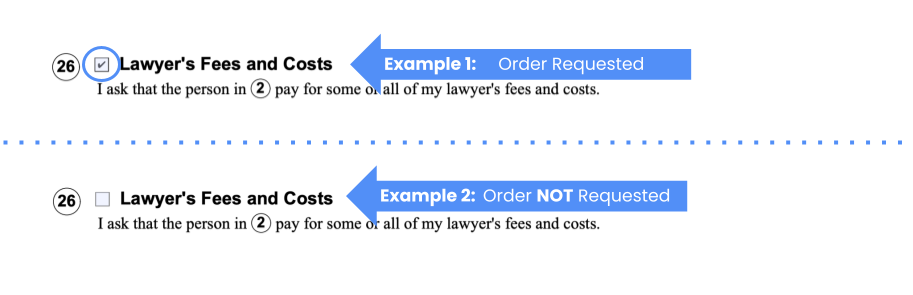 26 Lawyer's Fees and Costs Example 1: Order Requested
I ask that the person in 2 pay for some or all of my lawyer's fees and costs.
26 Lawyer's Fees and Costs Example 2: Order NOT Requested
I ask that the person in 2 pay for some or all of my lawyer's fees and costs.